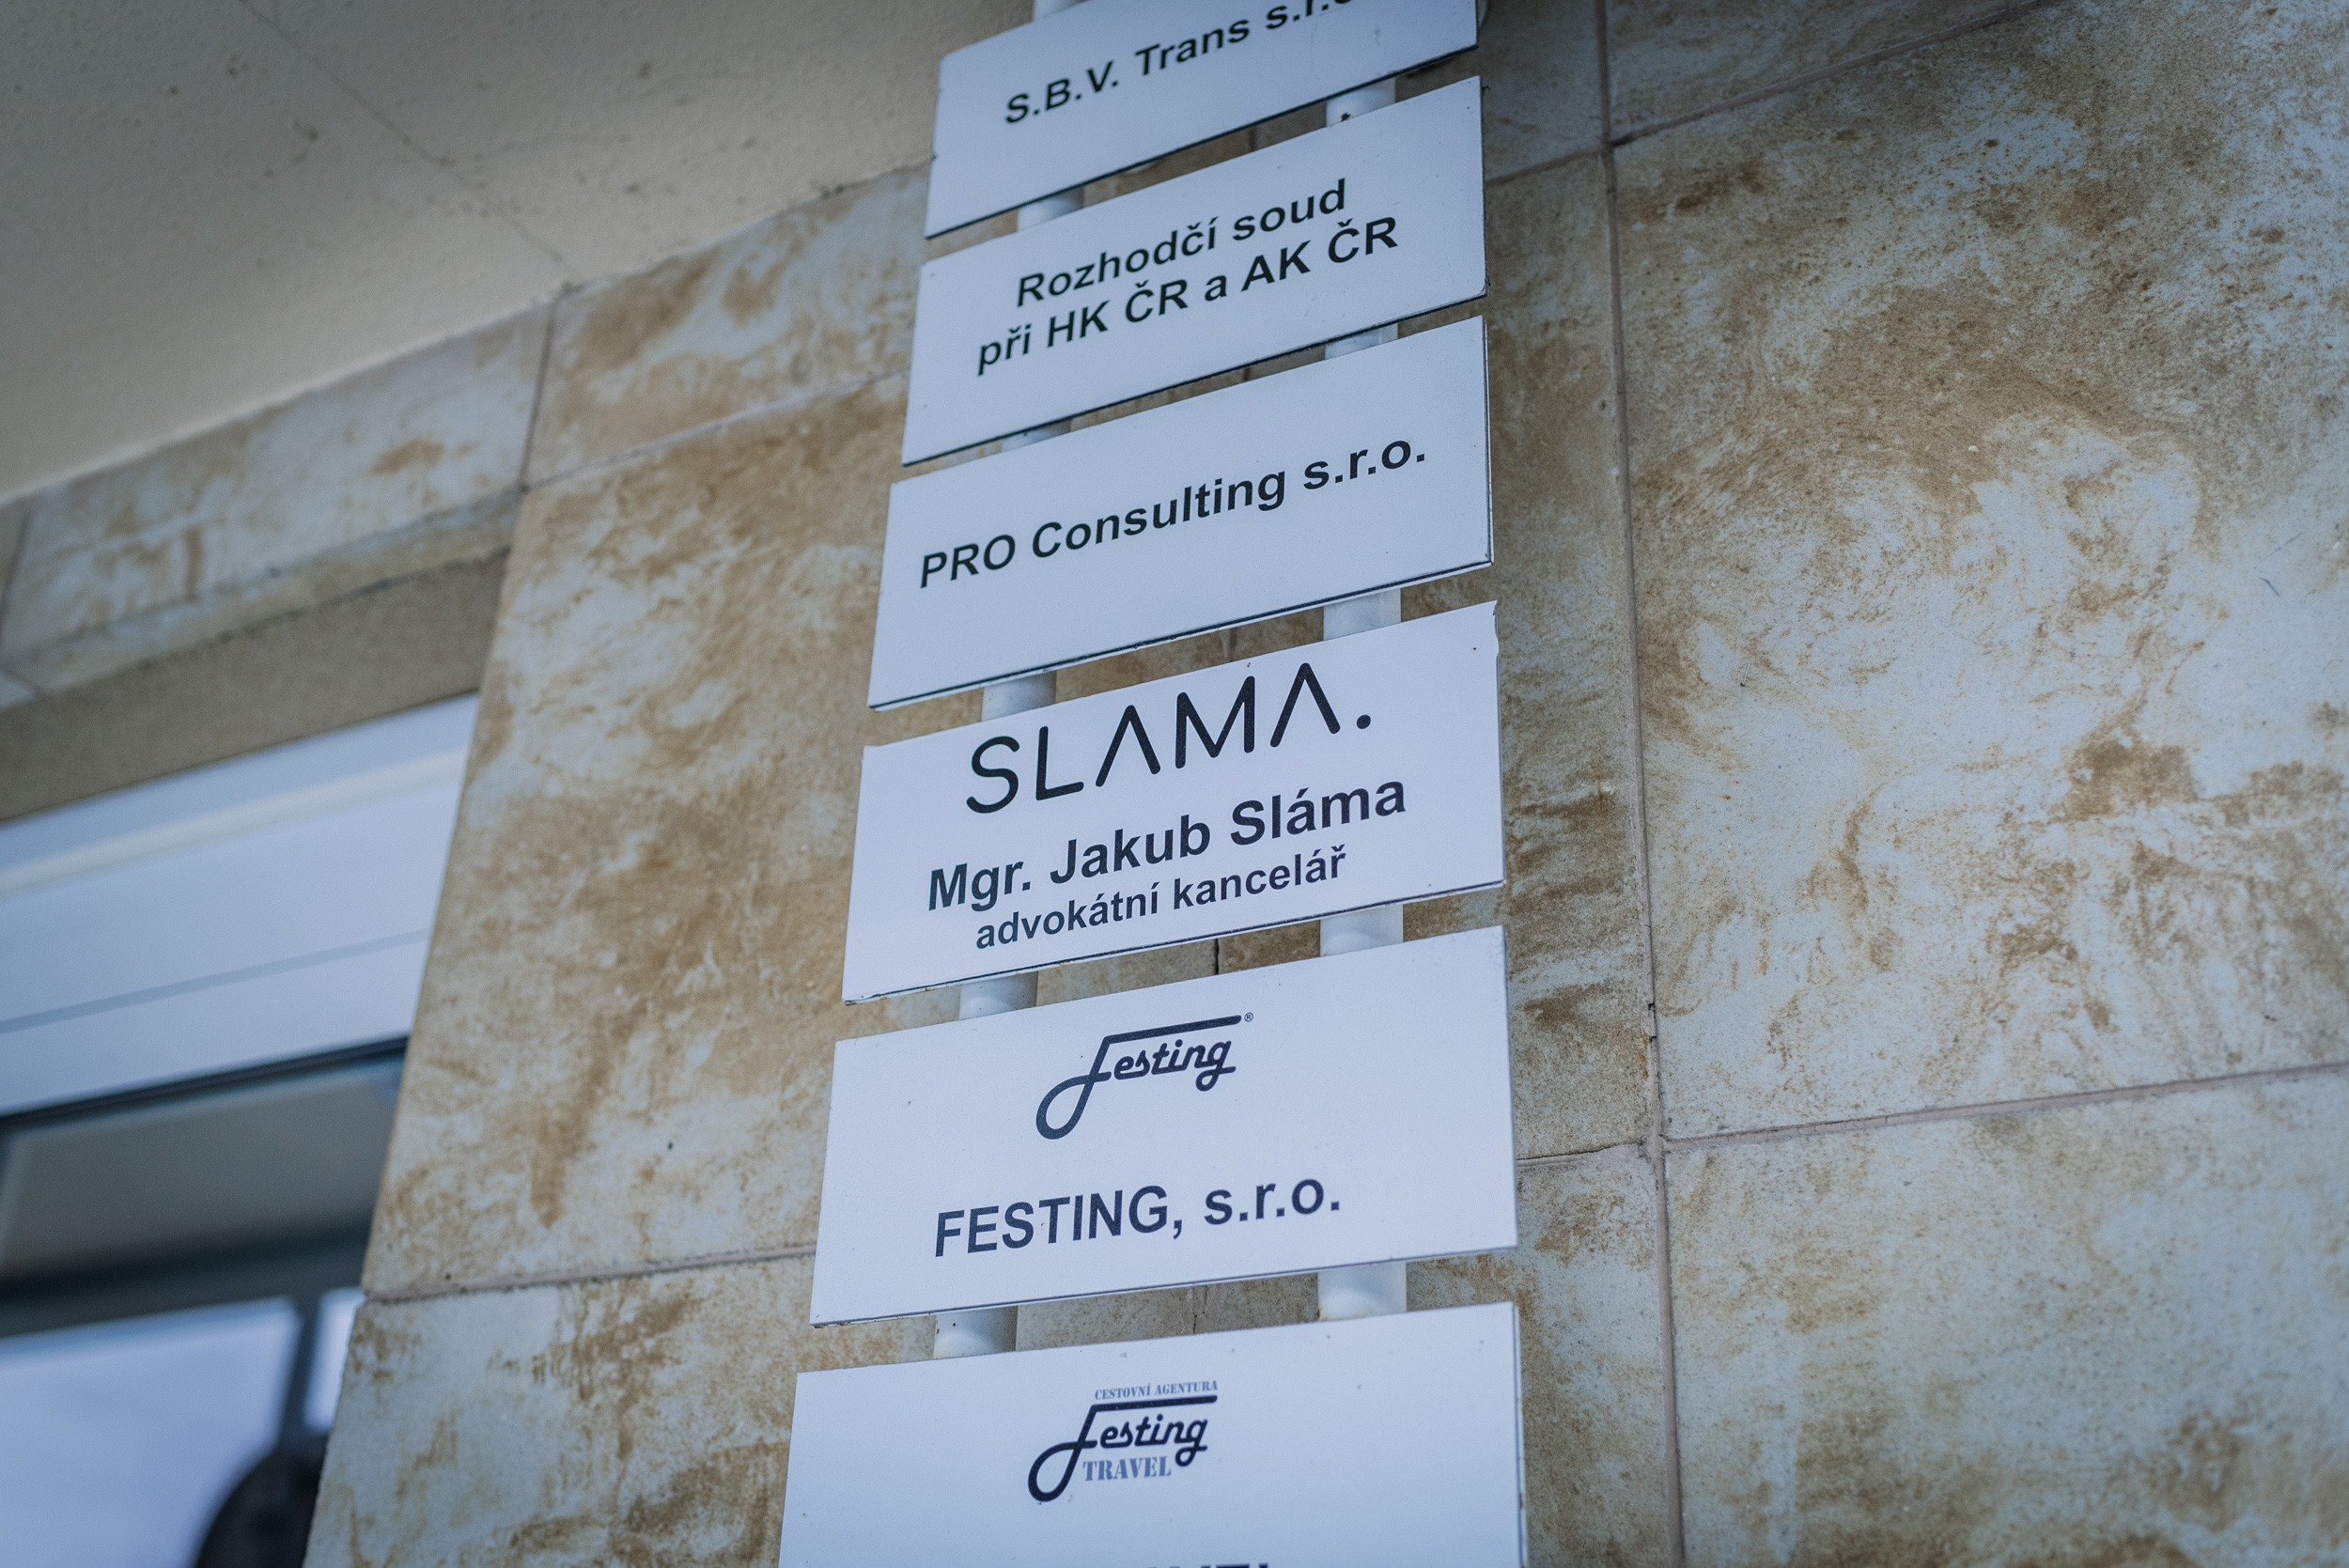 S.B.V. Trans s.r.o.
Rozhodčí soud
při HK ČR a AK ČR
PRO Consulting s.r.o.
SLAMA.
Mgr. Jakub Sláma
advokátní kancelář
Festing®
FESTING, s.r.o.
CESTOVNÍ AGENTURA
Festing
TRAVEL